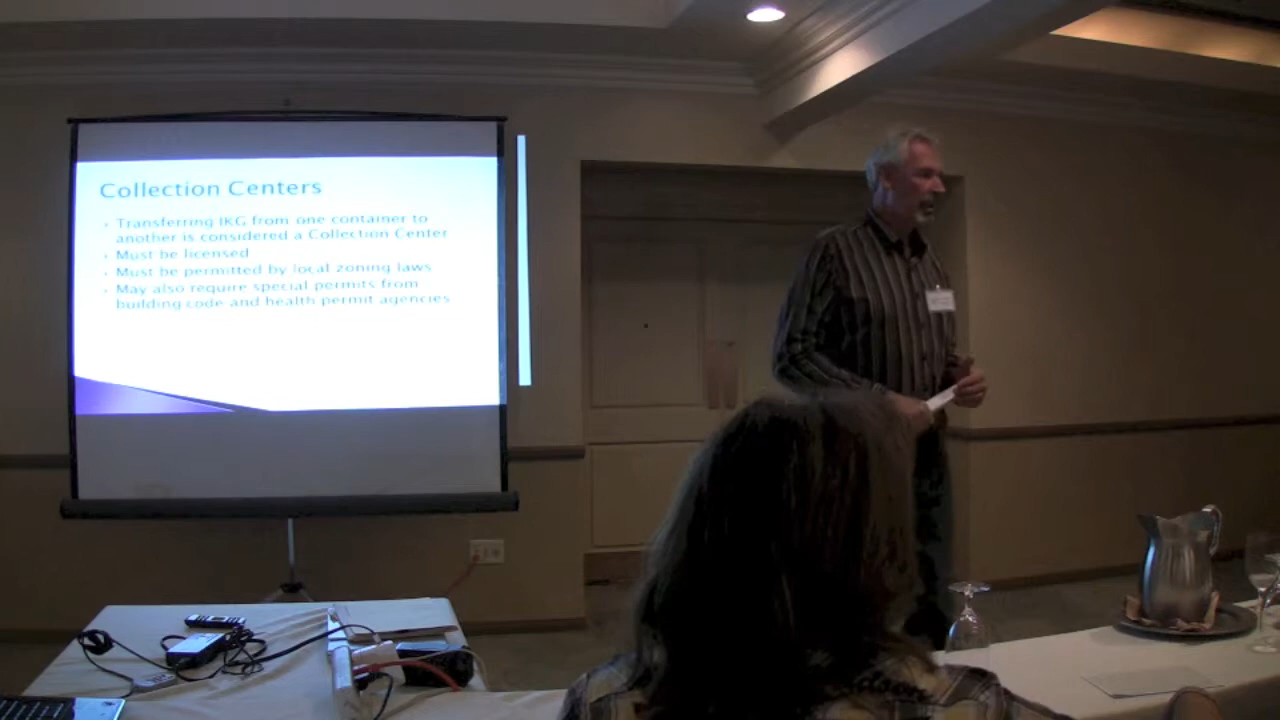 Collection Centers
Transferring IKG from one container to
another is considered a Collection Center
Must be licensed
Must be permitted by local zoning laws
May also require special permits from
building code and health permit agencies